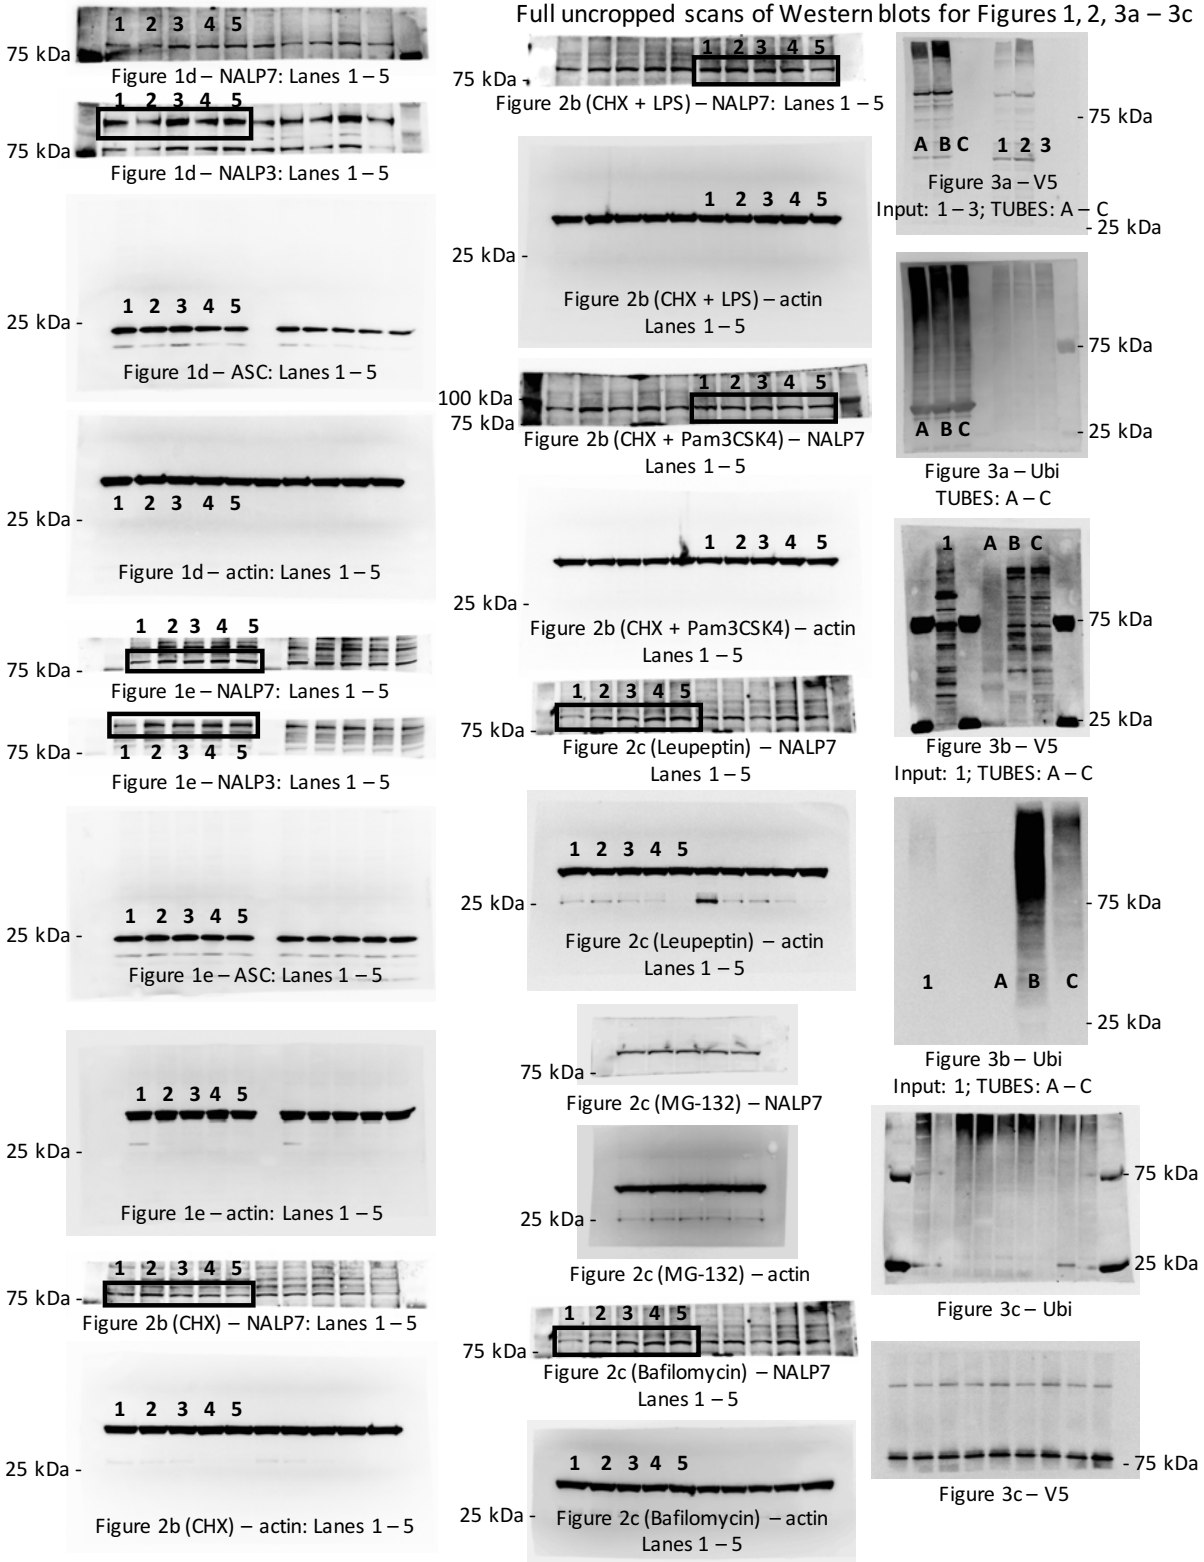 Full uncropped scans of Western blots for Figures 1, 2, 3a – 3c
1 2 3 4 5
75 kDa
Figure 1d – NALP7: Lanes 1 – 5
1 2 3 4 5
75 kDa
Figure 1d – NALP3: Lanes 1 – 5
1 2 3 4 5
25 kDa -
Figure 1d – ASC: Lanes 1 – 5
1 2 3 4 5
25 kDa -
Figure 1d – actin: Lanes 1 – 5
1 2 3 4 5
75 kDa -
Figure 1e – NALP7: Lanes 1 – 5
75 kDa -
1 2 3 4 5
Figure 1e – NALP3: Lanes 1 – 5
1 2 3 4 5
25 kDa -
Figure 1e – ASC: Lanes 1 – 5
1 2 3 4 5
25 kDa -
Figure 1e – actin: Lanes 1 – 5
1 2 3 4 5
75 kDa -
Figure 2b (CHX) – NALP7: Lanes 1 – 5
1 2 3 4 5
25 kDa -
Figure 2b (CHX) – actin: Lanes 1 – 5
1 2 3 4 5
75 kDa -
Figure 2b (CHX + LPS) – NALP7: Lanes 1 – 5
1 2 3 4 5
25 kDa -
Figure 2b (CHX + LPS) – actin
Lanes 1 – 5
1 2 3 4 5
100 kDa -
75 kDa -
Figure 2b (CHX + Pam3CSK4) – NALP7
Lanes 1 – 5
1 2 3 4 5
25 kDa -
Figure 2b (CHX + Pam3CSK4) – actin
Lanes 1 – 5
1 2 3 4 5
75 kDa -
Figure 2c (Leupeptin) – NALP7
Lanes 1 – 5
1 2 3 4 5
25 kDa -
Figure 2c (Leupeptin) – actin
Lanes 1 – 5
75 kDa -
Figure 2c (MG-132) – NALP7
25 kDa -
Figure 2c (MG-132) – actin
1 2 3 4 5
75 kDa -
Figure 2c (Bafilomycin) – NALP7
Lanes 1 – 5
1 2 3 4 5
25 kDa -
Figure 2c (Bafilomycin) – actin
Lanes 1 – 5
- 75 kDa
A B C 1 2 3
Figure 3a – V5
Input: 1 – 3; TUBES: A – C
- 25 kDa
- 75 kDa
A B C
- 25 kDa
Figure 3a – Ubi
TUBES: A – C
1 A B C
- 75 kDa
- 25 kDa
Figure 3b – V5
Input: 1; TUBES: A – C
- 75 kDa
1 A B C
- 25 kDa
Figure 3b – Ubi
Input: 1; TUBES: A – C
- 75 kDa
- 25 kDa
Figure 3c – Ubi
- 75 kDa
Figure 3c – V5